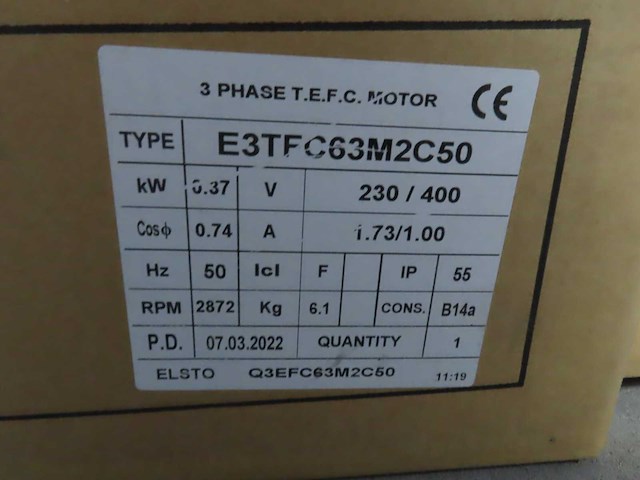 3 PHASE T.E.F.C. MOTOR CE
TYPE E3TFC63M2C50
kW 0.37 V 230 / 400
Cosϕ 0.74 A 1.73/1.00
Hz 50 Icl F IP 55
RPM 2872 Kg 6.1 CONS. B14a
P.D. 07.03.2022 QUANTITY 1
ELSTO Q3EFC63M2C50 11:19